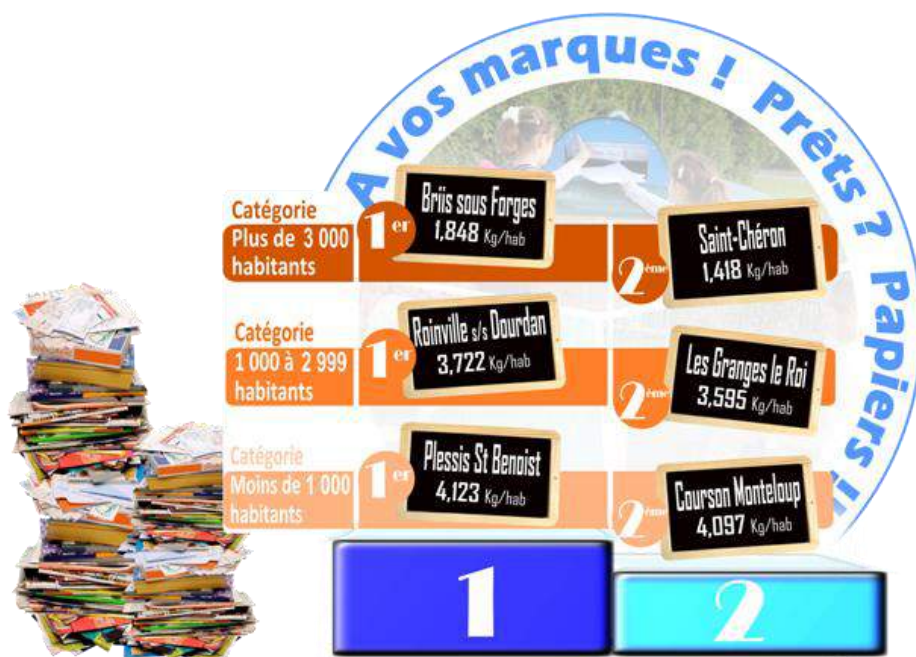 A vos marques ! Prêts ? Papiers !!
Catégorie
Plus de 3 000
habitants
1er
Briis sous Forges
1,848 Kg/hab
2ème
Saint-Chéron
1,418 Kg/hab
Catégorie
1 000 à 2 999
habitants
1er
Roinville s/s Dourdan
3,722 Kg/hab
2ème
Les Granges le Roi
3,595 Kg/hab
Catégorie
Moins de 1 000
habitants
1er
Plessis St Benoist
4,123 Kg/hab
2ème
Courson Monteloup
4,097 Kg/hab
1
2